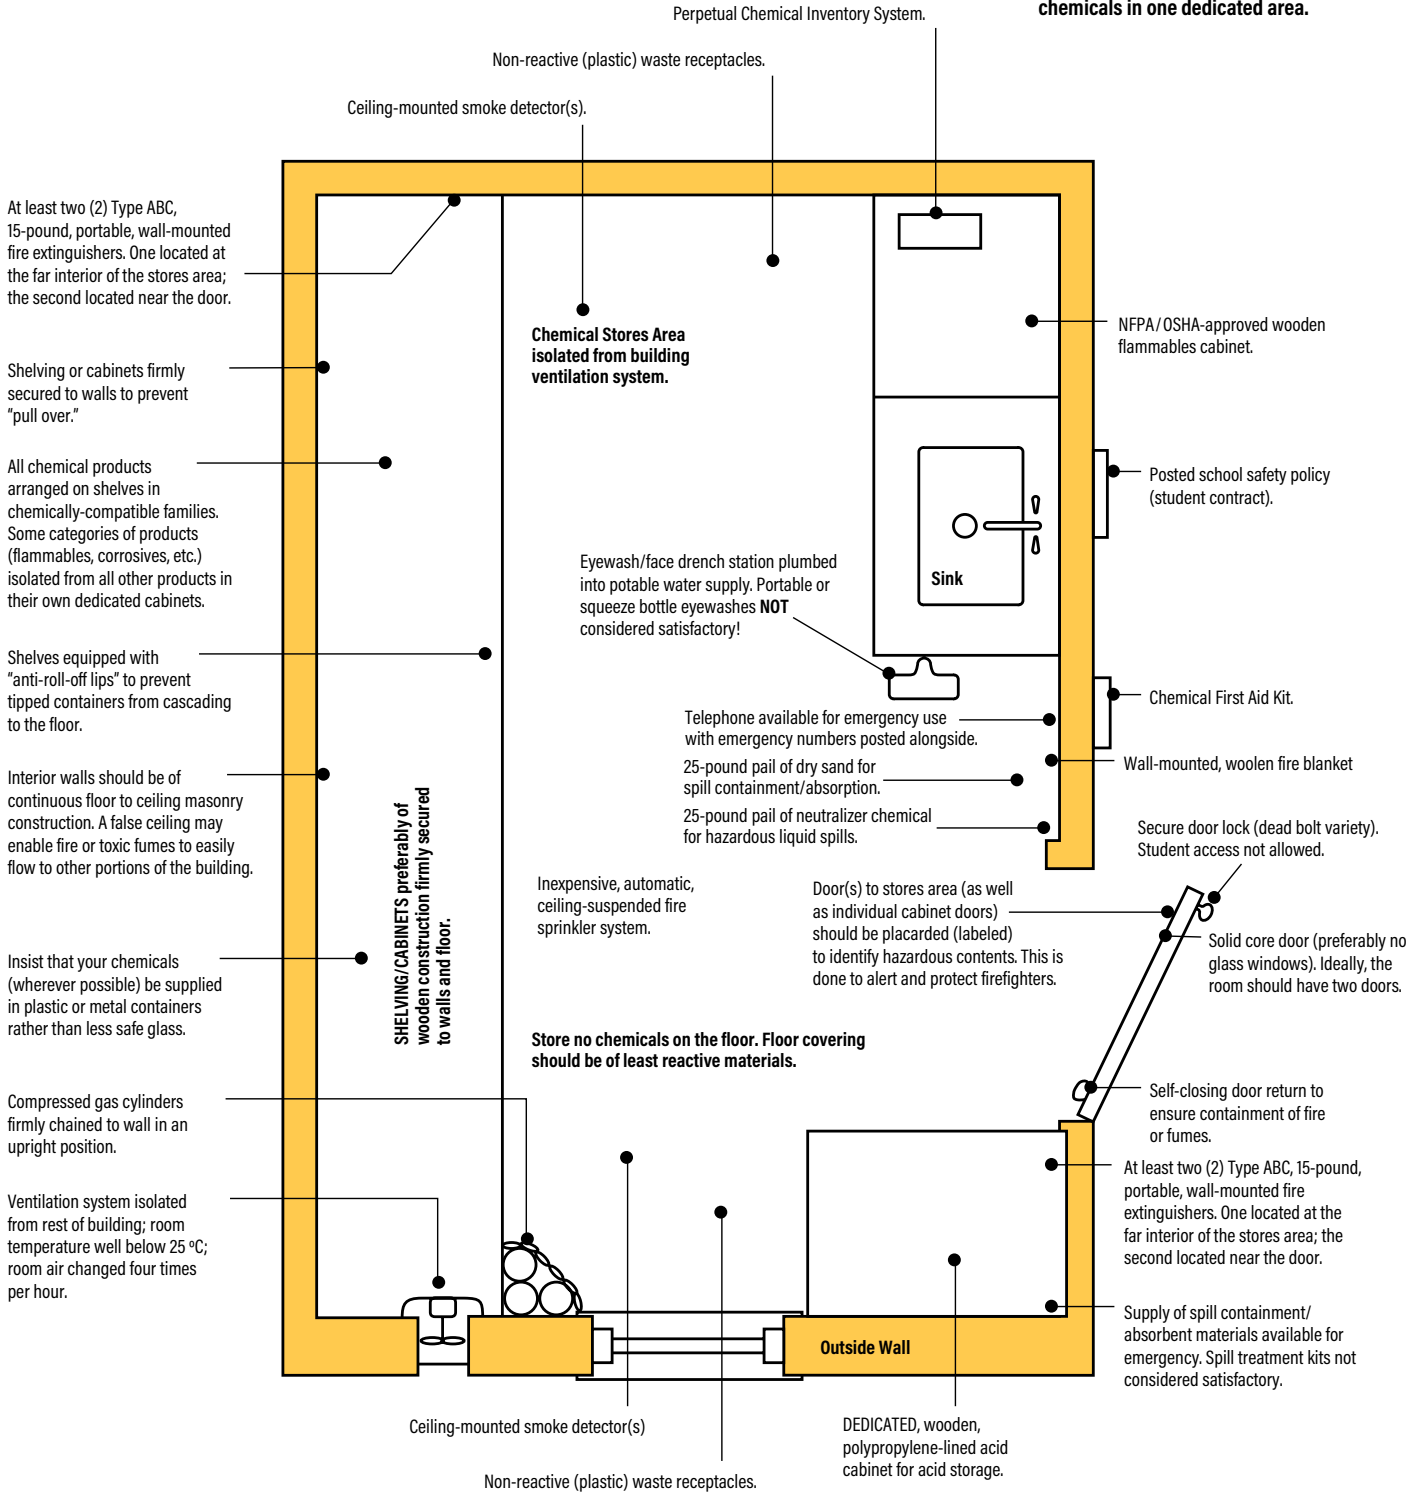 chemicals in one dedicated area.
Perpetual Chemical Inventory System.
Non-reactive (plastic) waste receptacles.
Ceiling-mounted smoke detector(s).
At least two (2) Type ABC,
15-pound, portable, wall-mounted
fire extinguishers. One located at
the far interior of the stores area;
the second located near the door.
Shelving or cabinets firmly
secured to walls to prevent
“pull over.”
All chemical products
arranged on shelves in
chemically-compatible families.
Some categories of products
(flammables, corrosives, etc.)
isolated from all other products in
their own dedicated cabinets.
Shelves equipped with
“anti-roll-off lips” to prevent
tipped containers from cascading
to the floor.
Interior walls should be of
continuous floor to ceiling masonry
construction. A false ceiling may
enable fire or toxic fumes to easily
flow to other portions of the building.
Insist that your chemicals
(wherever possible) be supplied
in plastic or metal containers
rather than less safe glass.
Compressed gas cylinders
firmly chained to wall in an
upright position.
Ventilation system isolated
from rest of building; room
temperature well below 25 ºC;
room air changed four times
per hour.
SHELVING/CABINETS preferably of
wooden construction firmly secured
to walls and floor.
Chemical Stores Area
isolated from building
ventilation system.
Eyewash/face drench station plumbed
into potable water supply. Portable or
squeeze bottle eyewashes NOT
considered satisfactory!
Sink
Telephone available for emergency use
with emergency numbers posted alongside.
25-pound pail of dry sand for
spill containment/absorption.
25-pound pail of neutralizer chemical
for hazardous liquid spills.
Inexpensive, automatic,
ceiling-suspended fire
sprinkler system.
Door(s) to stores area (as well
as individual cabinet doors)
should be placarded (labeled)
to identify hazardous contents. This is
done to alert and protect firefighters.
Store no chemicals on the floor. Floor covering
should be of least reactive materials.
Outside Wall
NFPA/OSHA-approved wooden
flammables cabinet.
Posted school safety policy
(student contract).
Chemical First Aid Kit.
Wall-mounted, woolen fire blanket
Secure door lock (dead bolt variety).
Student access not allowed.
Solid core door (preferably no
glass windows). Ideally, the
room should have two doors.
Self-closing door return to
ensure containment of fire
or fumes.
At least two (2) Type ABC, 15-pound,
portable, wall-mounted fire
extinguishers. One located at the
far interior of the stores area; the
second located near the door.
Supply of spill containment/
absorbent materials available for
emergency. Spill treatment kits not
considered satisfactory.
Ceiling-mounted smoke detector(s)
Non-reactive (plastic) waste receptacles.
DEDICATED, wooden,
polypropylene-lined acid
cabinet for acid storage.